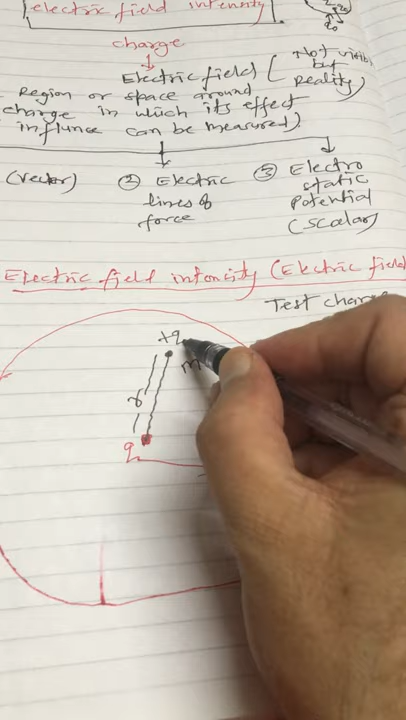 electric field intensity
q₀
charge
Electric field (Not visible
but
Reality)
Region or space around
charge in which its effect
influnce can be measured).
(Vector)
② Electric
lines of
force
③ Electro
static
potential
(scalar)
Electric field intensity (Electric field
Test charge
+q
m
r
q